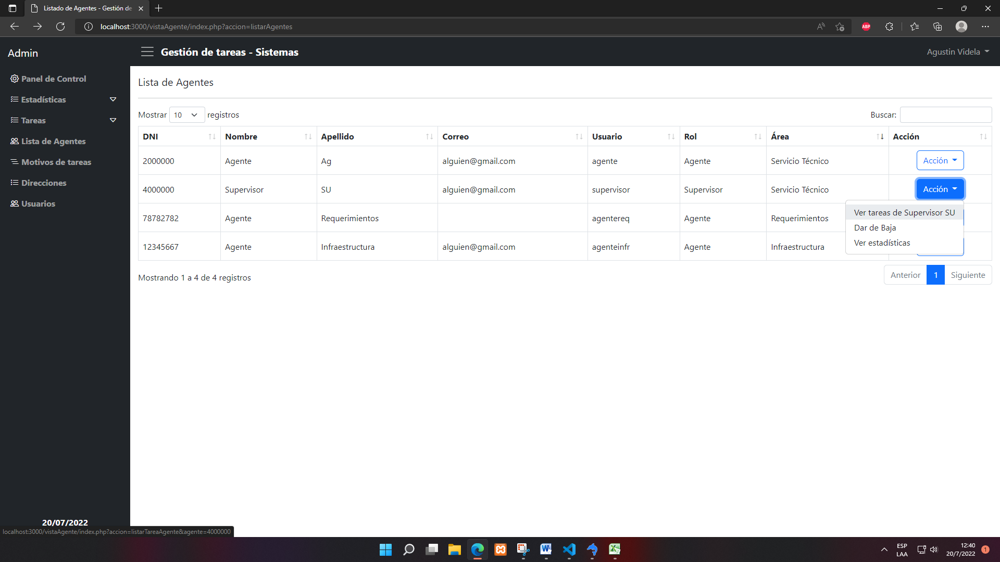 Listado de Agentes - Gestión de
localhost:3000/vistaAgente/index.php?accion=listarAgentes
ABP
Admin
Gestión de tareas - Sistemas
Agustin Videla
Panel de Control
Estadísticas
Tareas
Lista de Agentes
Motivos de tareas
Direcciones
Usuarios
Lista de Agentes
Mostrar 10 registros
Buscar:
DNI Nombre Apellido Correo Usuario Rol Área Acción
2000000 Agente Ag alguien@gmail.com agente Agente Servicio Técnico Acción
4000000 Supervisor SU alguien@gmail.com supervisor Supervisor Servicio Técnico Acción
Ver tareas de Supervisor SU
Dar de Baja
Ver estadísticas
78782782 Agente Requerimientos agentereq Agente Requerimientos
12345667 Agente Infraestructura alguien@gmail.com agenteinfr Agente Infraestructura
Mostrando 1 a 4 de 4 registros
Anterior 1 Siguiente
20/07/2022
localhost:3000/vistaAgente/index.php?accion=listarTareaAgente&agente=4000000
ESP
LAA
12:40
20/7/2022
1